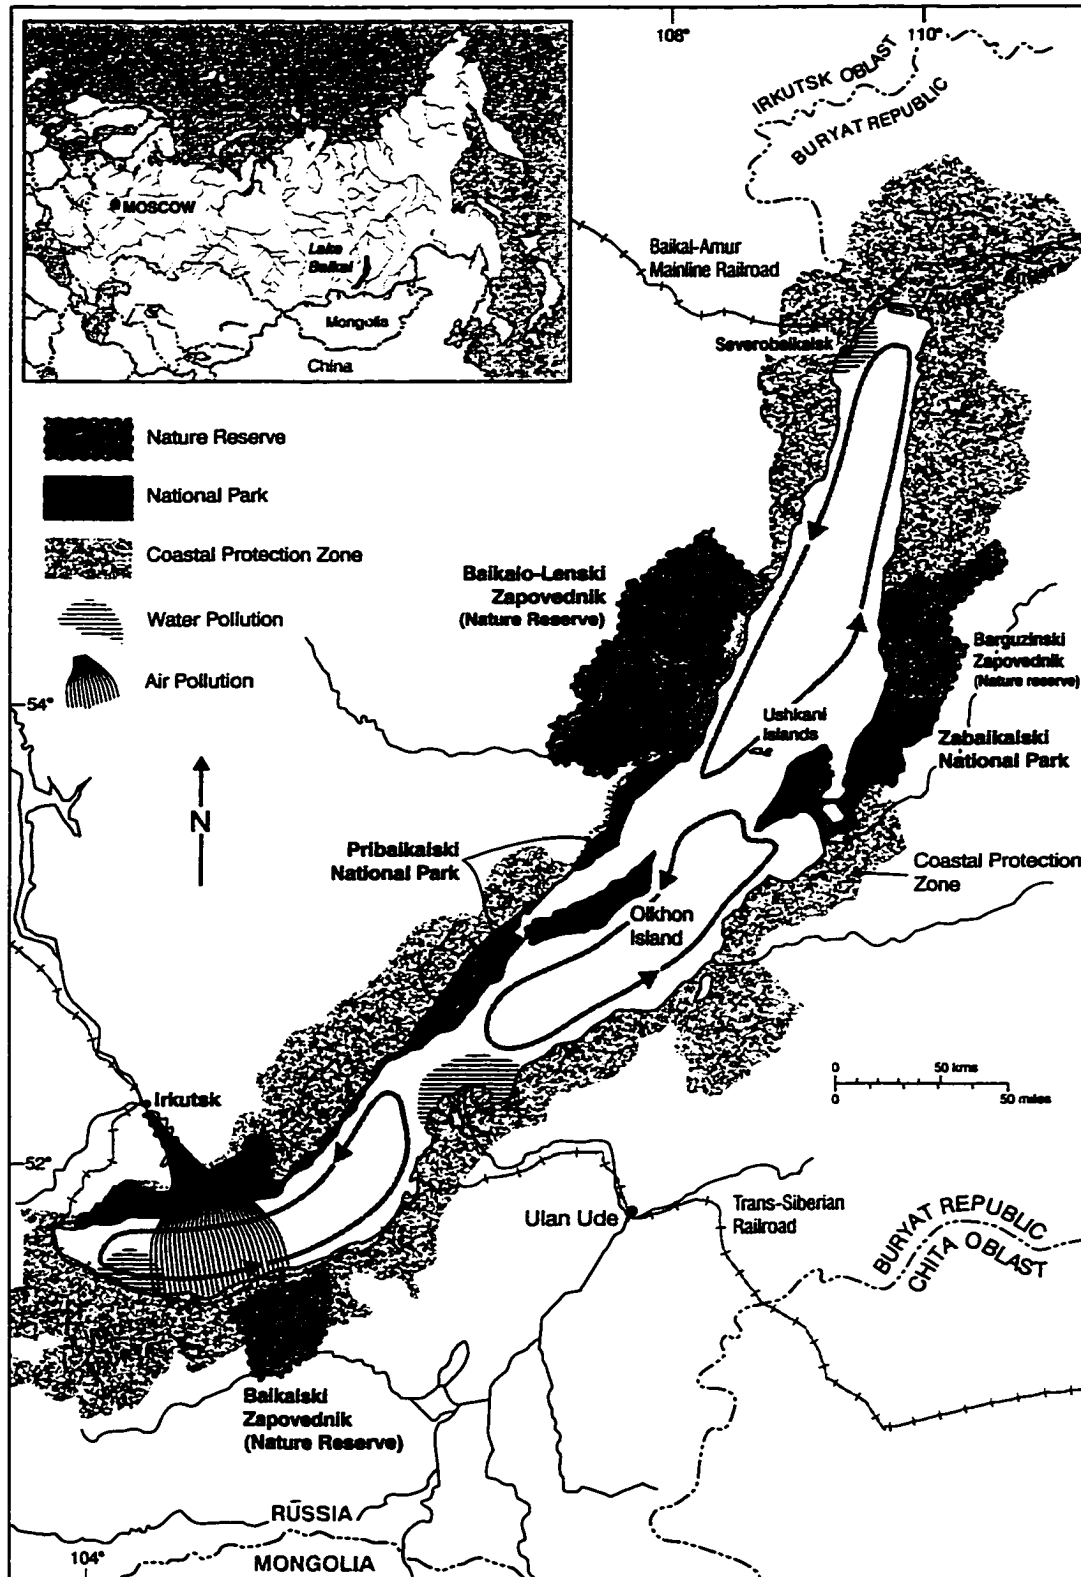 108°
110°
IRKUTSK OBLAST
BURYAT REPUBLIC
MOSCOW
Lake
Baikal
Mongolia
China
Baikal-Amur
Mainline Railroad
Severobaikalsk
Nature Reserve
National Park
Coastal Protection Zone
Water Pollution
Air Pollution
Baikalo-Lenski
Zapovednik
(Nature Reserve)
Barguzinski
Zapovednik
(Nature reserve)
54°
Ushkani
Islands
Zabaikalski
National Park
N
Pribaikalski
National Park
Coastal Protection
Zone
Olkhon
Island
0 50 kms
0 50 miles
Irkutsk
52°
Ulan Ude
Trans-Siberian
Railroad
BURYAT REPUBLIC
CHITA OBLAST
Baikalski
Zapovednik
(Nature Reserve)
RUSSIA
MONGOLIA
104°